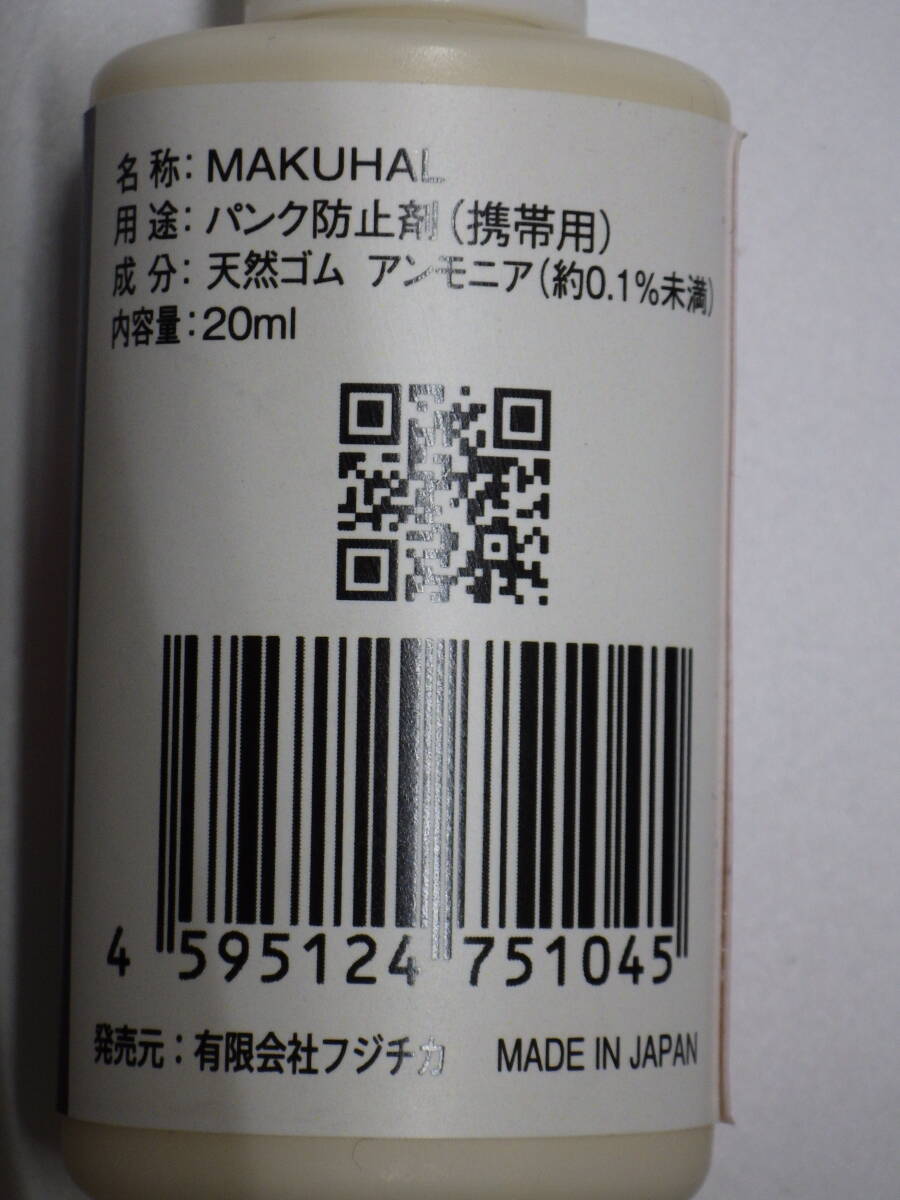 名称：MAKUHAL
用途：パンク防止剤（携帯用）
成分：天然ゴム アンモニア（約0.1%未満）
内容量：20ml
4 595124 751045
発売元：有限会社フジチカ MADE IN JAPAN